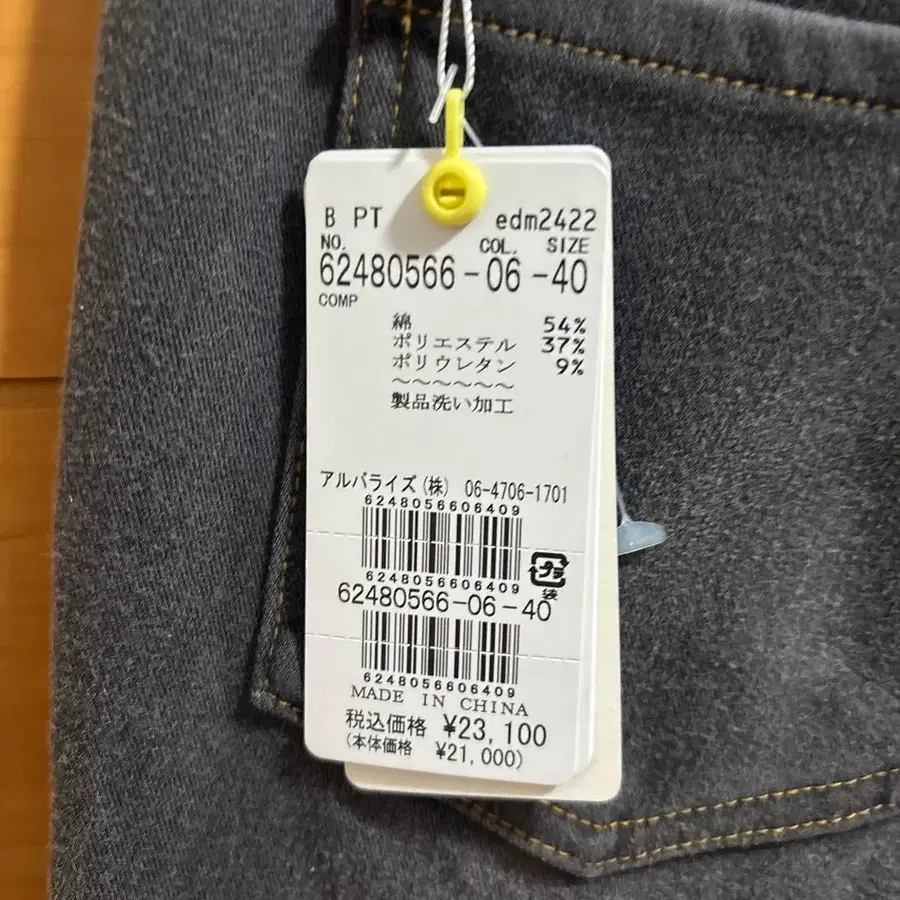 B PT edm2422
NO. COL. SIZE
62480566-06-40
COMP
綿 54%
ポリエステル 37%
ポリウレタン 9%
～～～～～～
製品洗い加工
アルバライズ(株) 06-4706-1701
6248056606409
6248056606409
プラ
袋
62480566-06-40
6248056606409
MADE IN CHINA
税込価格 ¥23,100
(本体価格 ¥21,000)